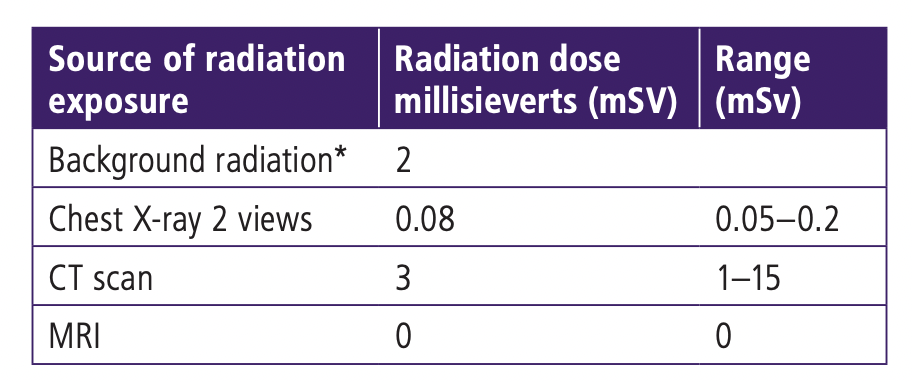 Source of radiation exposure Radiation dose millisieverts (mSV) Range (mSv)
Background radiation* 2
Chest X-ray 2 views 0.08 0.05–0.2
CT scan 3 1–15
MRI 0 0